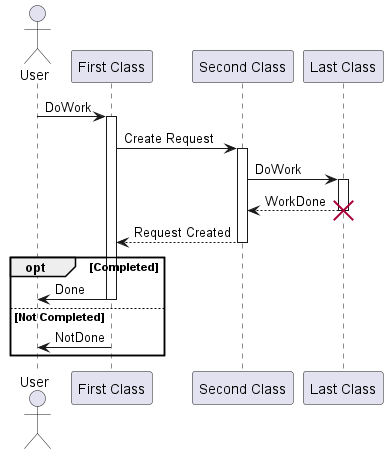 User
First Class
Second Class
Last Class
DoWork
Create Request
DoWork
WorkDone
Request Created
opt
[Completed]
Done
[Not Completed]
NotDone
User
First Class
Second Class
Last Class